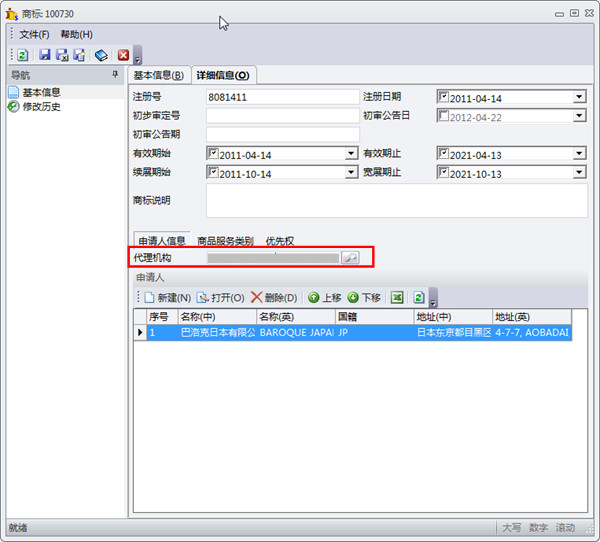 商标: 100730
文件(F) 帮助(H)
导航
基本信息
修改历史
基本信息(B) 详细信息(O)
注册号 8081411 注册日期 2011-04-14
初步审定号 初审公告日 2012-04-22
初审公告期
有效期始 2011-04-14 有效期止 2021-04-13
续展期始 2011-10-14 宽展期止 2021-10-13
商标说明
申请人信息 商品服务类别 优先权
代理机构
申请人
新建(N) 打开(O) 删除(D) 上移 下移
序号 名称(中) 名称(英) 国籍 地址(中) 地址(英)
1 巴洛克日本有限公 BAROQUE JAPAI JP 日本东京都目黑区 4-7-7, AOBADAI
就绪 大写 数字 滚动